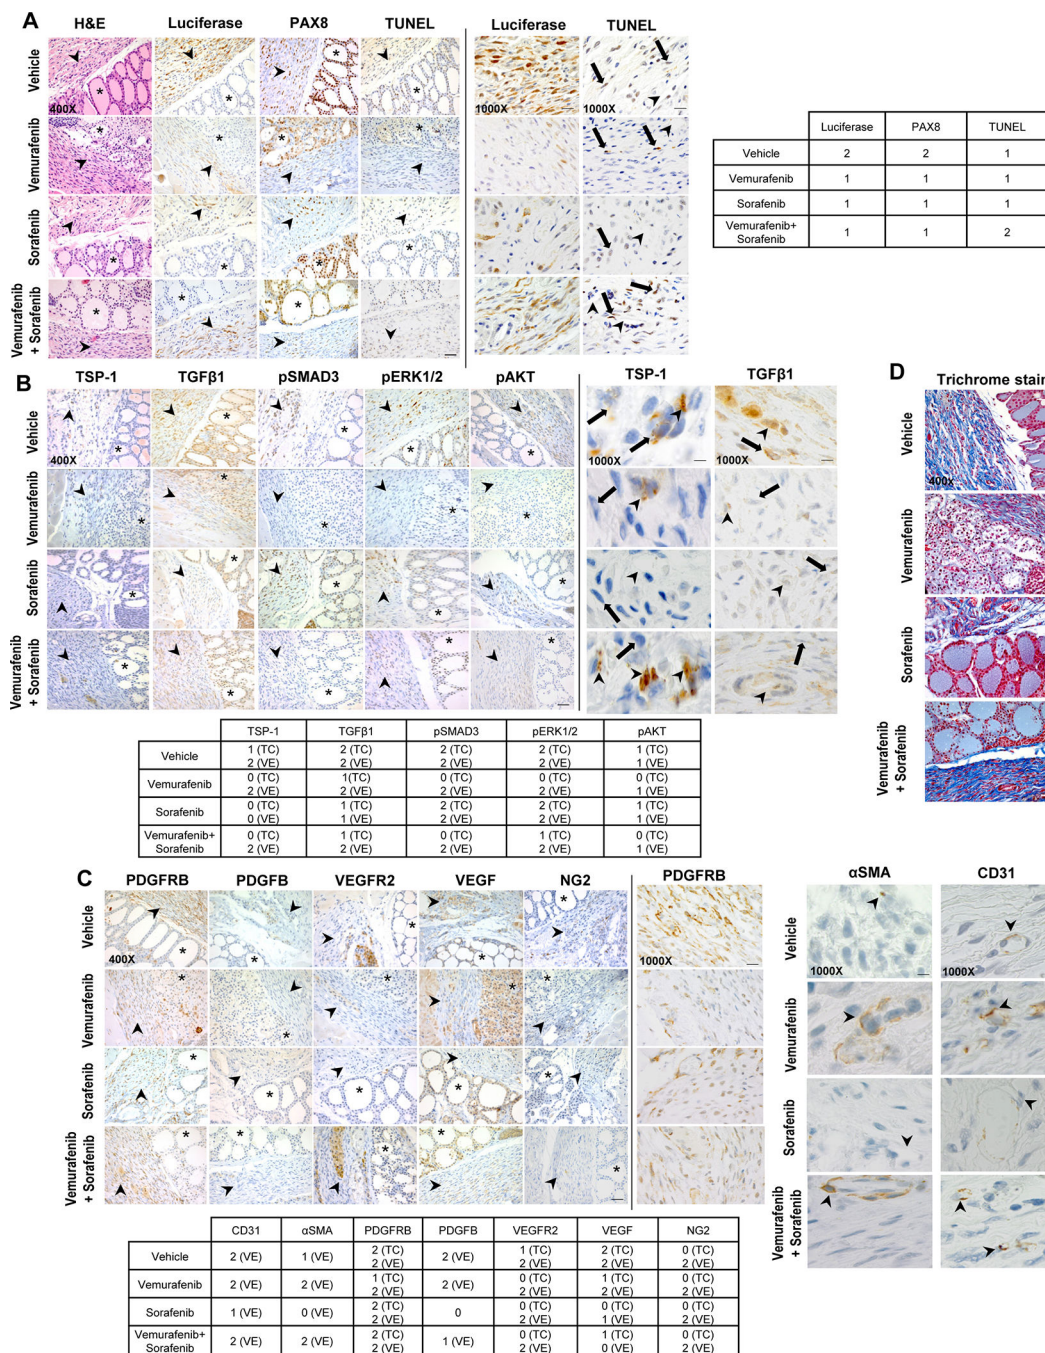 A
H&E Luciferase PAX8 TUNEL Luciferase TUNEL
Vehicle
400X
1000X
1000X
Vemurafenib
Sorafenib
Vemurafenib
+ Sorafenib
Luciferase PAX8 TUNEL
Vehicle 2 2 1
Vemurafenib 1 1 1
Sorafenib 1 1 1
Vemurafenib+
Sorafenib 1 1 2
B
TSP-1 TGFβ1 pSMAD3 pERK1/2 pAKT TSP-1 TGFβ1
Vehicle
400X
1000X
1000X
Vemurafenib
Sorafenib
Vemurafenib
+ Sorafenib
TSP-1 TGFβ1 pSMAD3 pERK1/2 pAKT
Vehicle
1 (TC) 2 (TC) 2 (TC) 2 (TC) 1 (TC)
2 (VE) 2 (VE) 2 (VE) 2 (VE) 1 (VE)
Vemurafenib
0 (TC) 1(TC) 0 (TC) 0 (TC) 0 (TC)
2 (VE) 2 (VE) 2 (VE) 2 (VE) 1 (VE)
Sorafenib
0 (TC) 1 (TC) 2 (TC) 2 (TC) 1 (TC)
0 (VE) 1 (VE) 2 (VE) 2 (VE) 1 (VE)
Vemurafenib+
Sorafenib
0 (TC) 1 (TC) 0 (TC) 1 (TC) 0 (TC)
2 (VE) 2 (VE) 2 (VE) 2 (VE) 1 (VE)
D
Trichrome stain
Vehicle
400X
Vemurafenib
Sorafenib
Vemurafenib
+ Sorafenib
C
PDGFRB PDGFB VEGFR2 VEGF NG2 PDGFRB
Vehicle
400X
1000X
Vemurafenib
Sorafenib
Vemurafenib
+ Sorafenib
αSMA CD31
Vehicle
1000X
1000X
Vemurafenib
Sorafenib
Vemurafenib
+ Sorafenib
CD31 αSMA PDGFRB PDGFB VEGFR2 VEGF NG2
Vehicle 2 (VE) 1 (VE) 2 (TC) 2 (VE) 1 (TC) 2 (TC) 0 (TC)
2 (VE) 2 (VE) 2 (VE) 2 (VE)
Vemurafenib 2 (VE) 2 (VE) 1 (TC) 2 (VE) 0 (TC) 1 (TC) 0 (TC)
2 (VE) 2 (VE) 2 (VE) 2 (VE)
Sorafenib 1 (VE) 0 (VE) 2 (TC) 0 0 (TC) 0 (TC) 0 (TC)
2 (VE) 2 (VE) 1 (VE) 2 (VE)
Vemurafenib+
Sorafenib 2 (VE) 2 (VE) 2 (TC) 1 (VE) 0 (TC) 1 (TC) 0 (TC)
2 (VE) 2 (VE) 0 (VE) 2 (VE)